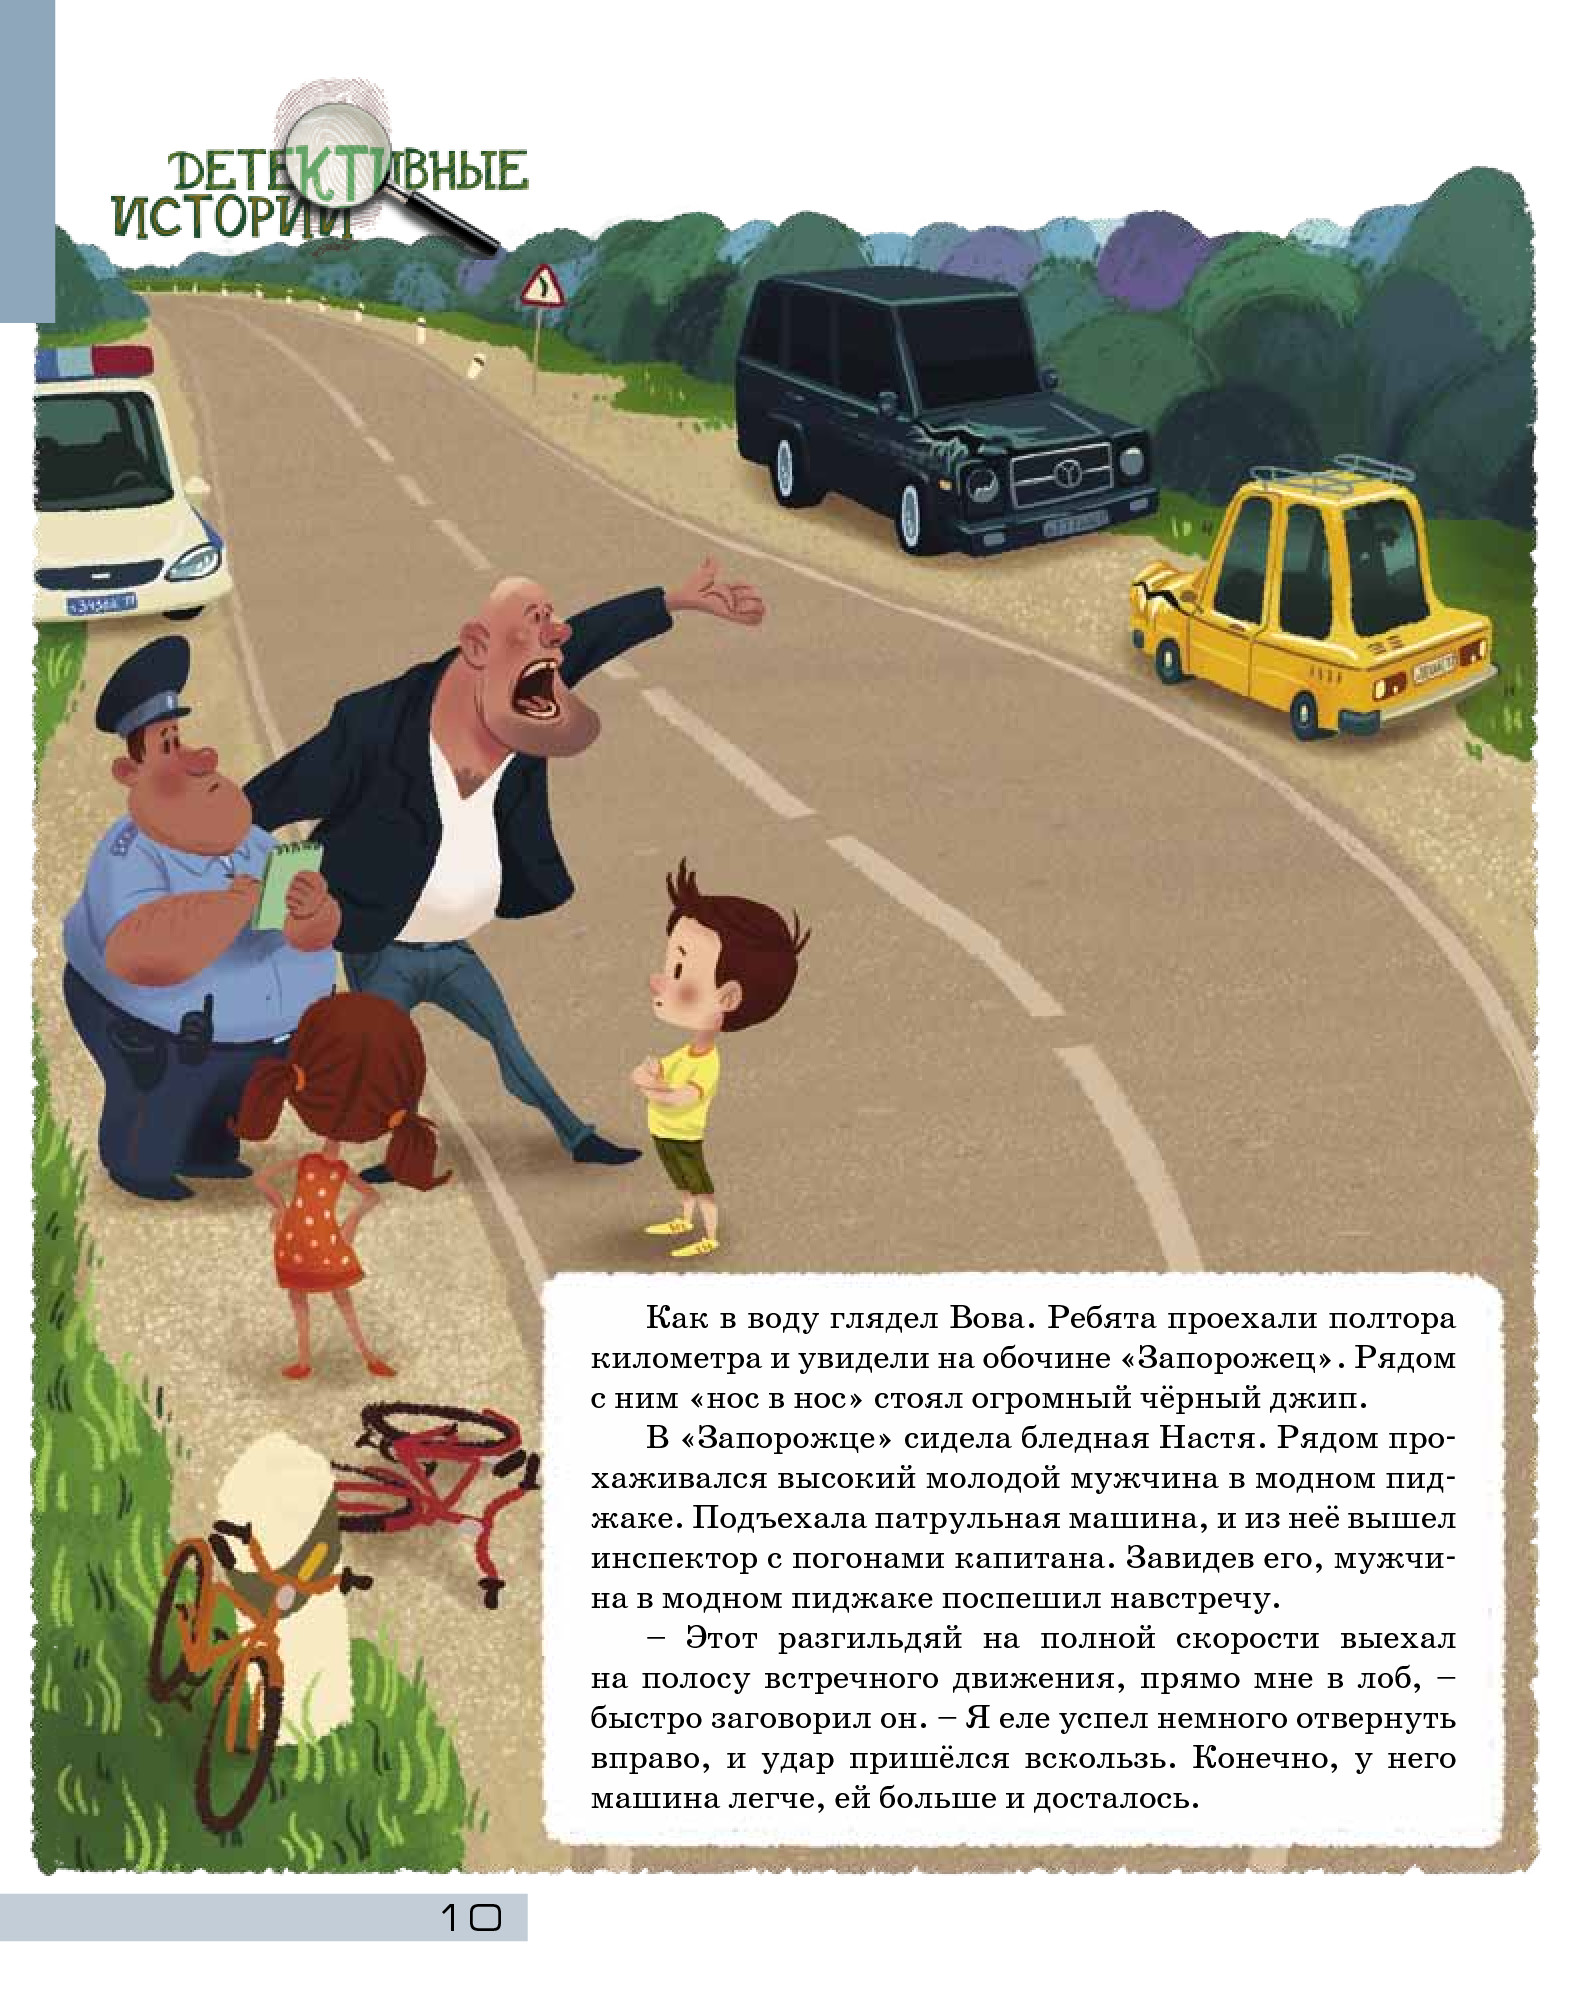 ДЕТЕКТИВНЫЕ
ИСТОРИИ
Как в воду глядел Вова. Ребята проехали полтора
километра и увидели на обочине «Запорожец». Рядом
с ним «нос в нос» стоял огромный чёрный джип.
В «Запорожце» сидела бледная Настя. Рядом про-
хаживался высокий молодой мужчина в модном пид-
жаке. Подъехала патрульная машина, и из неё вышел
инспектор с погонами капитана. Завидев его, мужчи-
на в модном пиджаке поспешил навстречу.
– Этот разгильдяй на полной скорости выехал
на полосу встречного движения, прямо мне в лоб, –
быстро заговорил он. – Я еле успел немного отвернуть
вправо, и удар пришёлся вскользь. Конечно, у него
машина легче, ей больше и досталось.
10